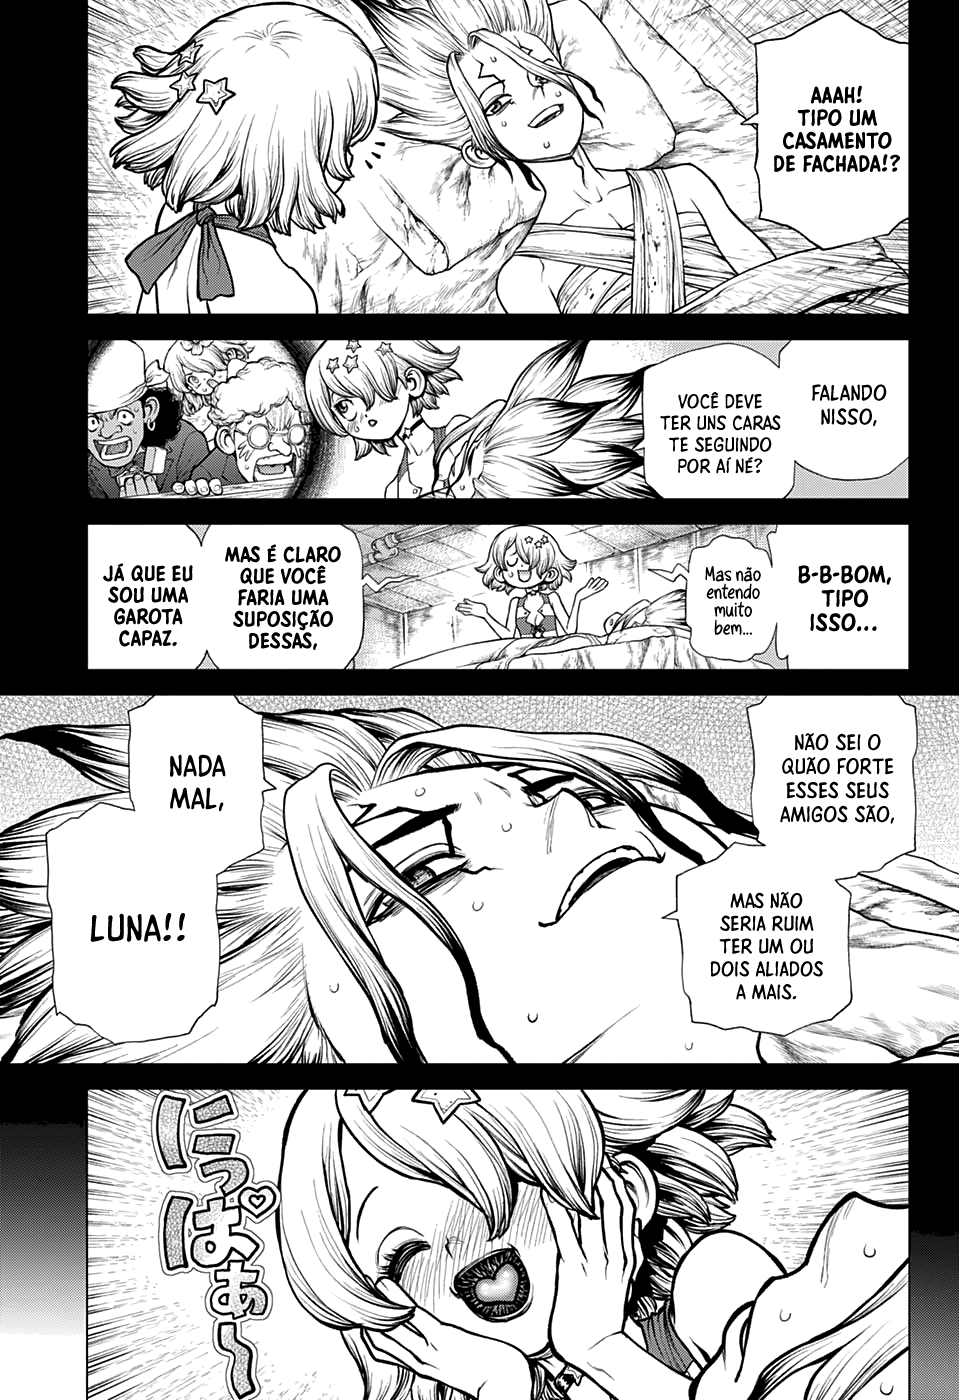 AAAH!
TIPO UM
CASAMENTO
DE FACHADA!?
FALANDO
NISSO,
VOCÊ DEVE
TER UNS CARAS
TE SEGUINDO
POR AÍ NÉ?
B-B-BOM,
TIPO
ISSO...
Mas não
entendo
muito
bem...
MAS É CLARO
QUE VOCÊ
FARIA UMA
SUPOSIÇÃO
DESSAS,
JÁ QUE EU
SOU UMA
GAROTA
CAPAZ.
NÃO SEI O
QUÃO FORTE
ESSES SEUS
AMIGOS SÃO,
MAS NÃO
SERIA RUIM
TER UM OU
DOIS ALIADOS
A MAIS.
NADA
MAL,
LUNA!!
にっぱぁ〜